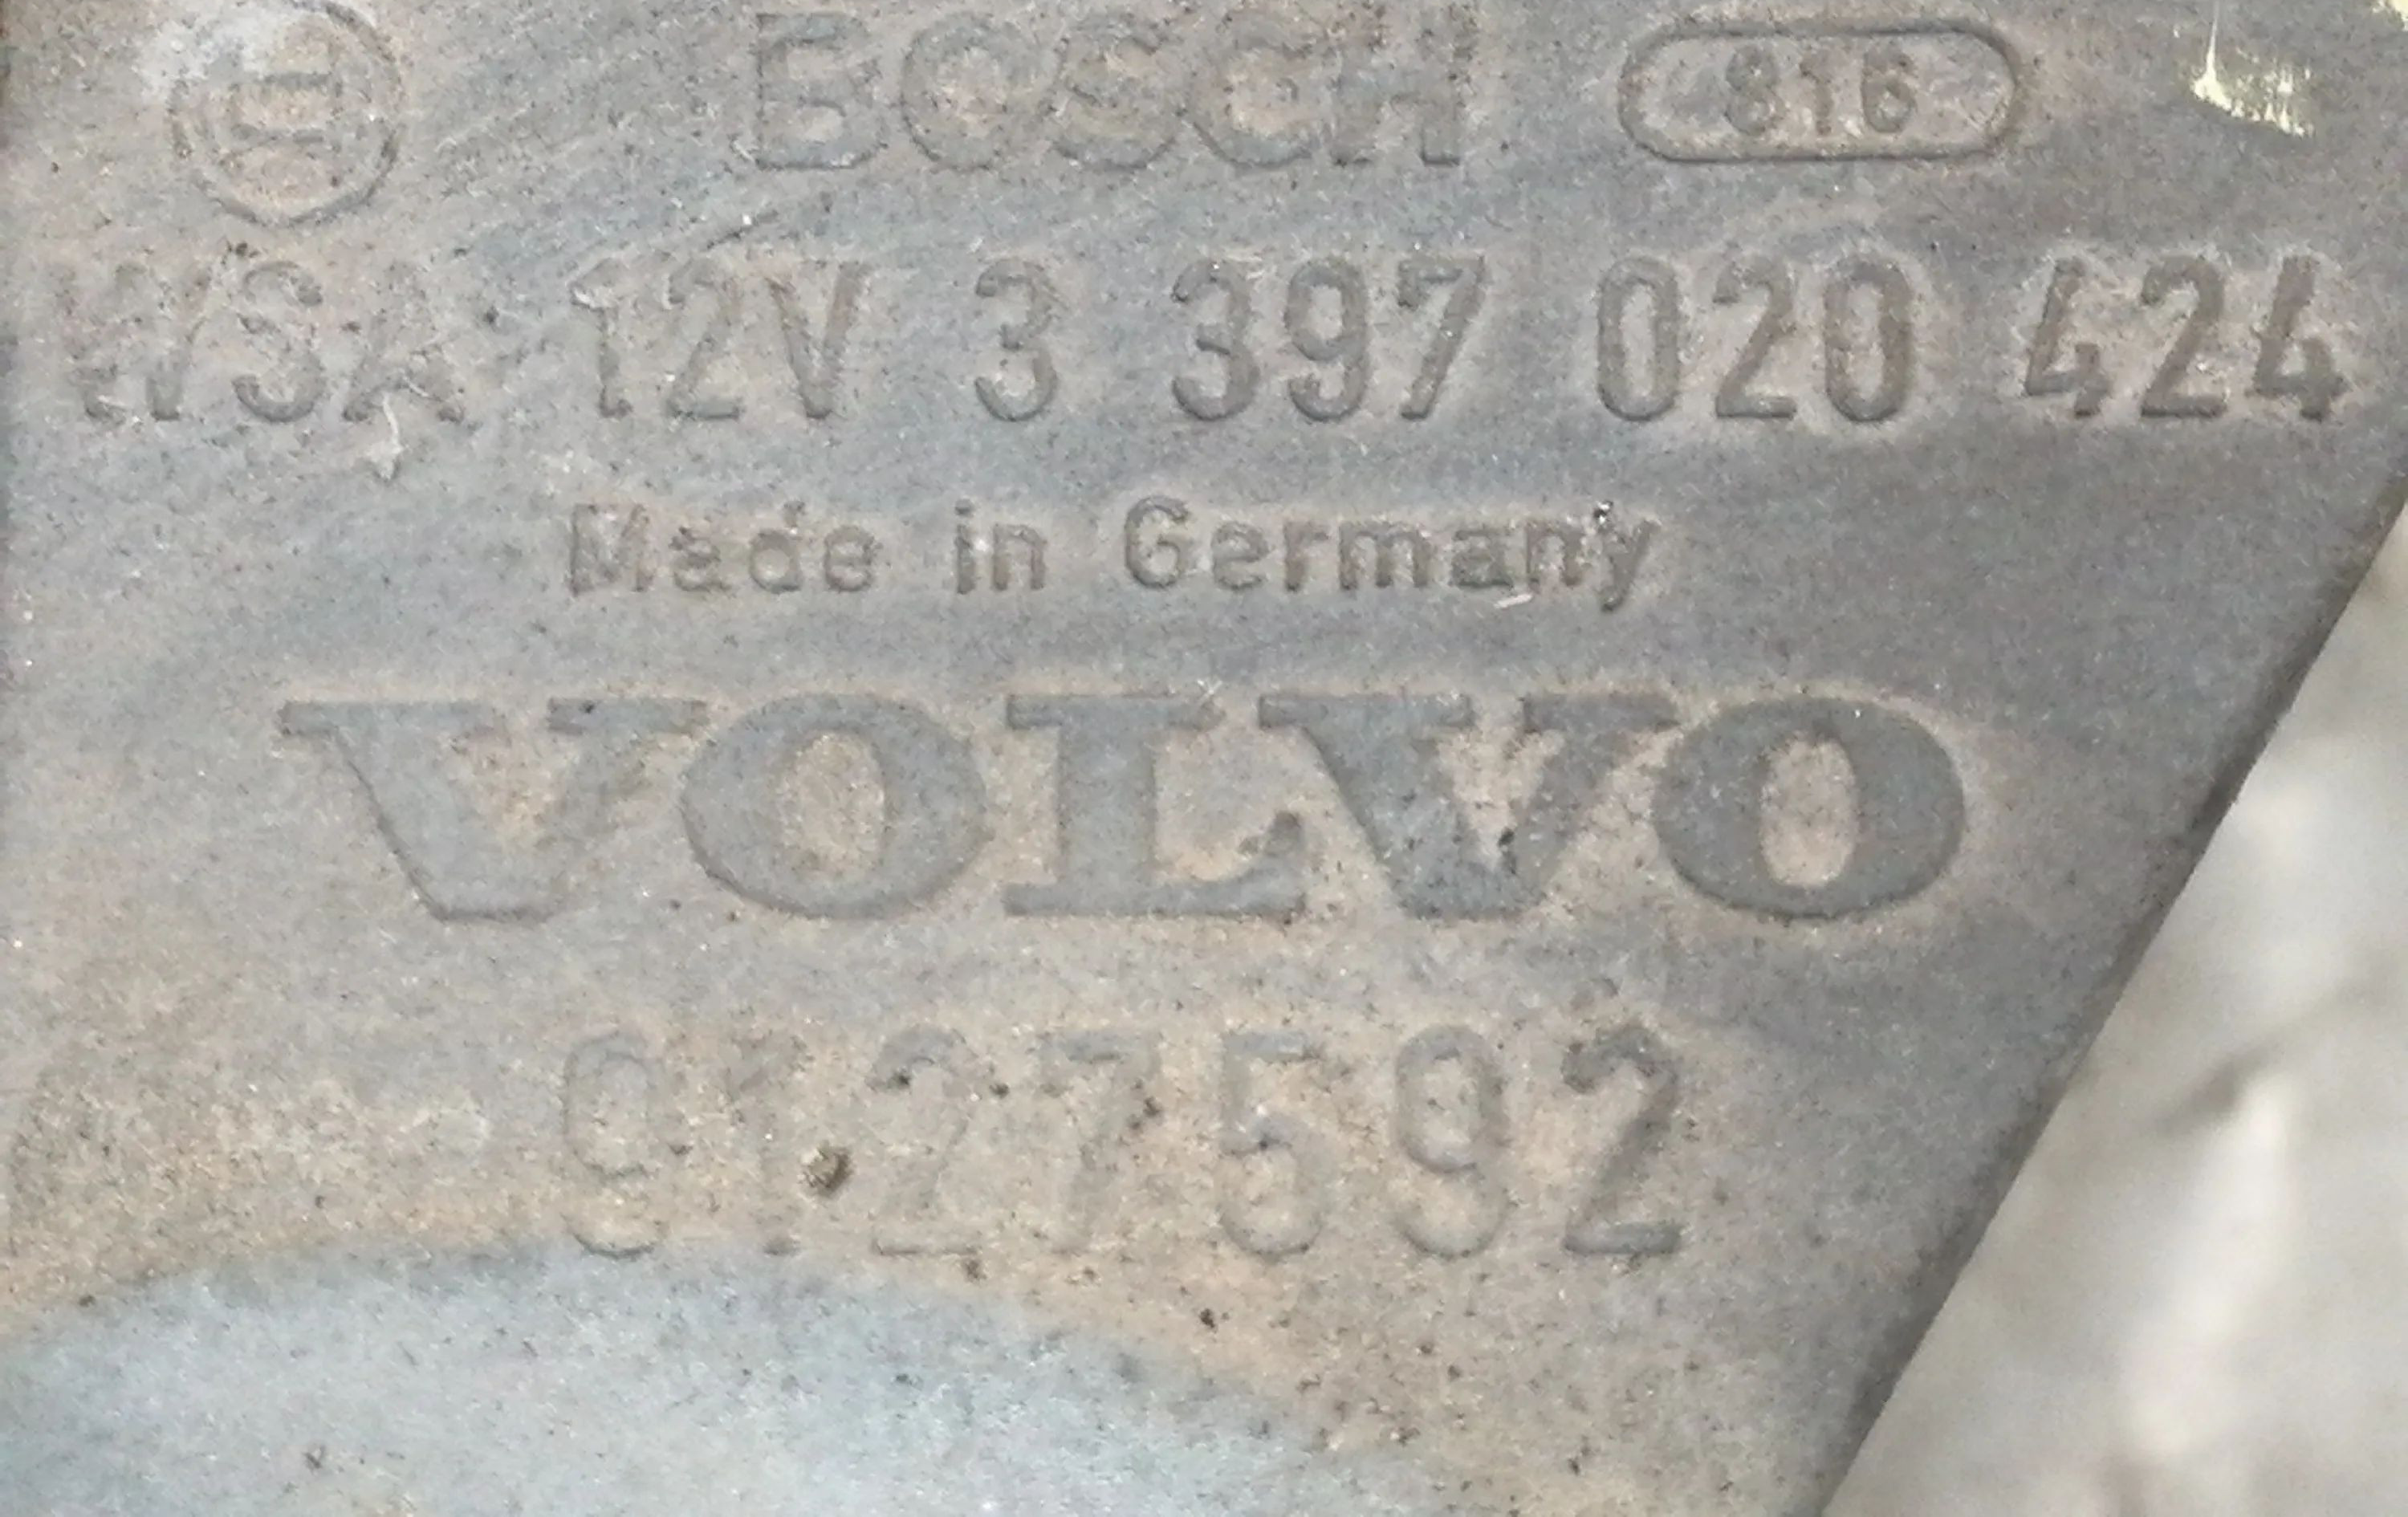 BOSCH 816
WSA 12V 3 397 020 424
Made in Germany
VOLVO
9127592